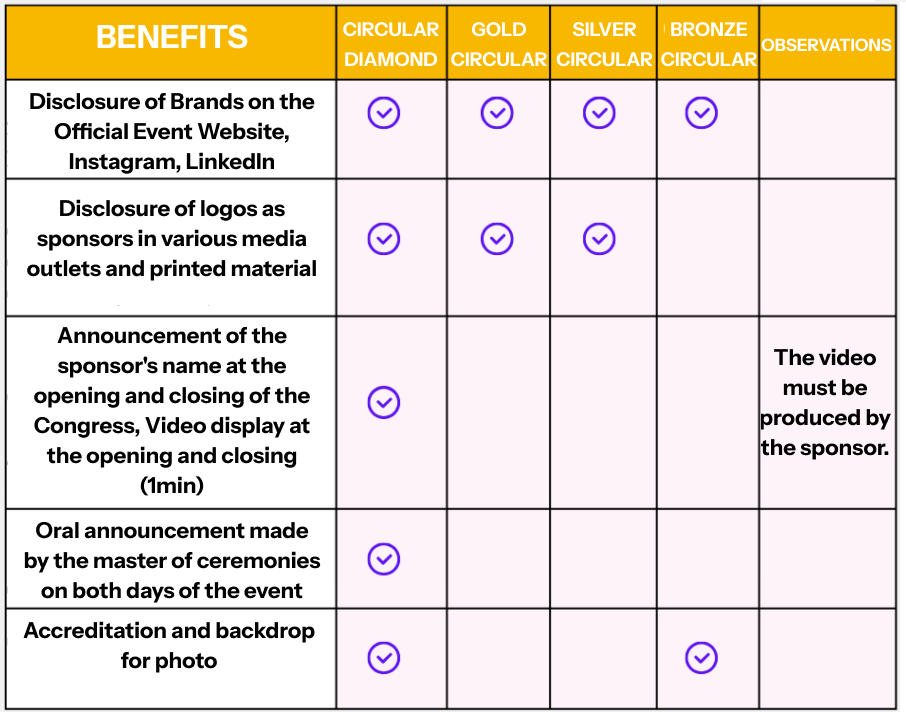 BENEFITS
CIRCULAR
DIAMOND
GOLD
CIRCULAR
SILVER
CIRCULAR
BRONZE
CIRCULAR
OBSERVATIONS
Disclosure of Brands on the
Official Event Website,
Instagram, LinkedIn
Disclosure of logos as
sponsors in various media
outlets and printed material
Announcement of the
sponsor's name at the
opening and closing of the
Congress, Video display at
the opening and closing
(1min)
The video
must be
produced by
the sponsor.
Oral announcement made
by the master of ceremonies
on both days of the event
Accreditation and backdrop
for photo